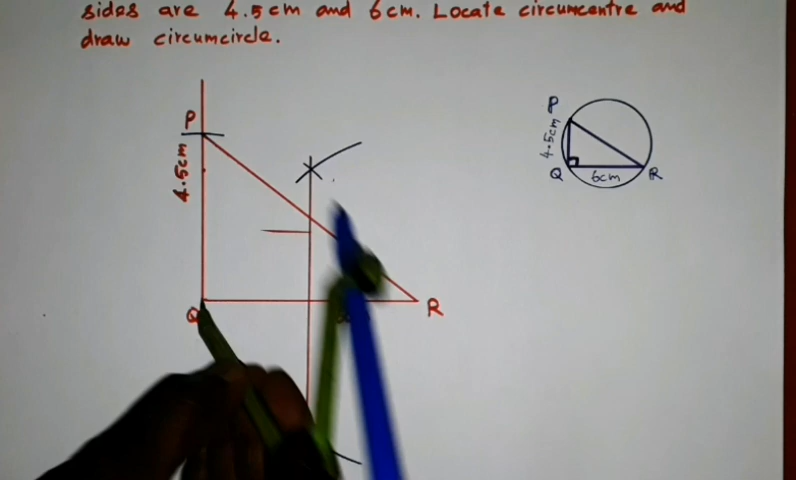 sides are 4.5cm and 6cm. Locate circumcentre and
draw circumcircle.
P
4.5cm
Q
R
P
4.5cm
Q
6cm
R